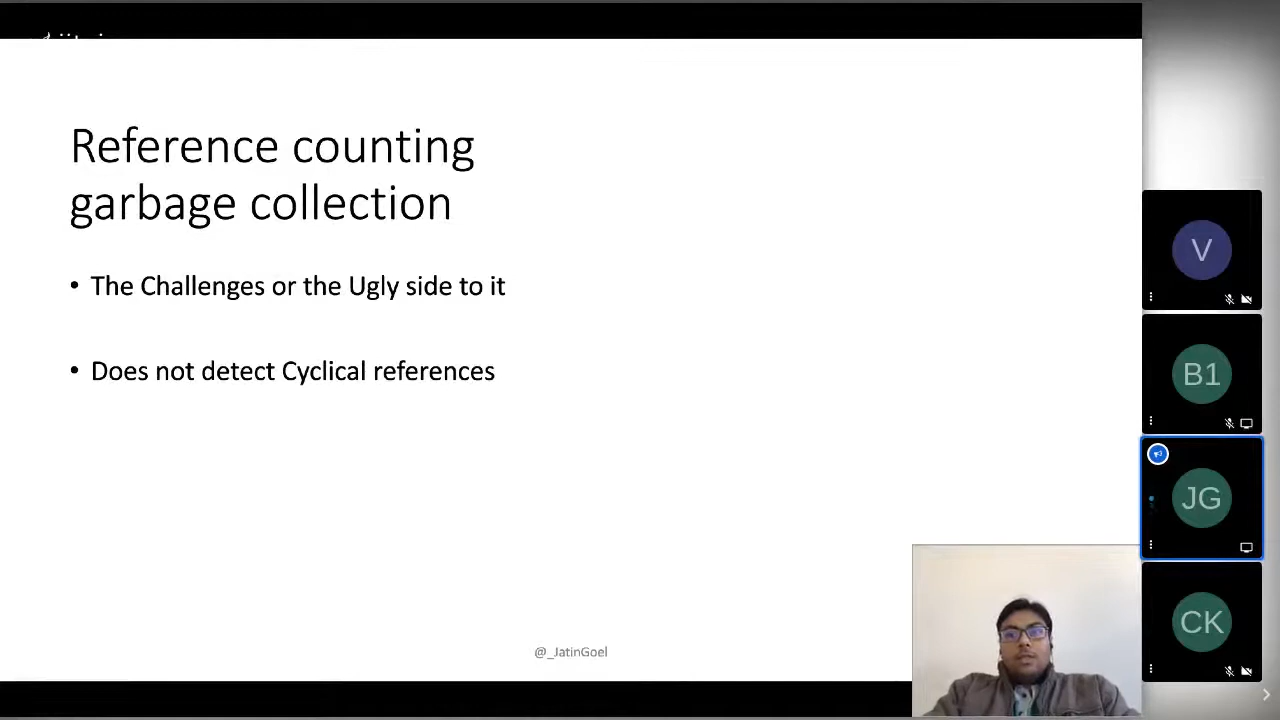 Reference counting
garbage collection
• The Challenges or the Ugly side to it
• Does not detect Cyclical references
@_JatinGoel
V
B1
JG
CK